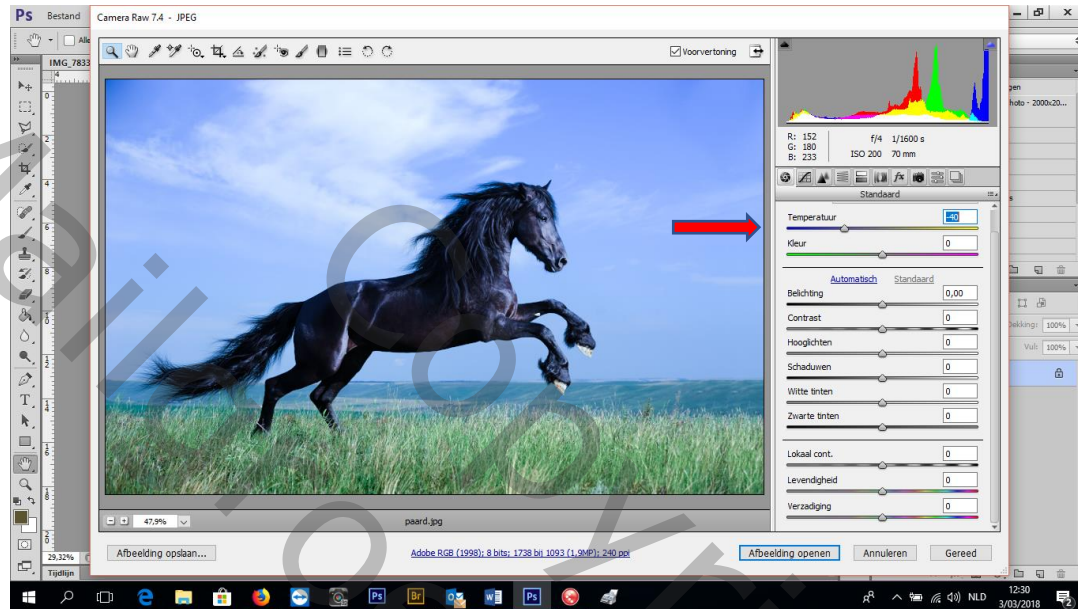 Ps Bestand
Camera Raw 7.4 - JPEG
Voorvertoning
IMG_7833
R: 152
G: 180
B: 233
f/4 1/1600 s
ISO 200 70 mm
Standaard
Temperatuur -40
Kleur 0
Automatisch Standaard
Belichting 0,00
Contrast 0
Hooglichten 0
Schaduwen 0
Witte tinten 0
Zwarte tinten 0
Lokaal cont. 0
Levendigheid 0
Verzadiging 0
hoto - 2000x20...
100%
Vul: 100%
47,9%
paard.jpg
Afbeelding opslaan...
Adobe RGB (1998); 8 bits; 1738 bij 1093 (1,9MP); 240 ppi
Afbeelding openen Annuleren Gereed
29,32%
Tijdlijn
Ps Br
NLD
12:30
3/03/2018